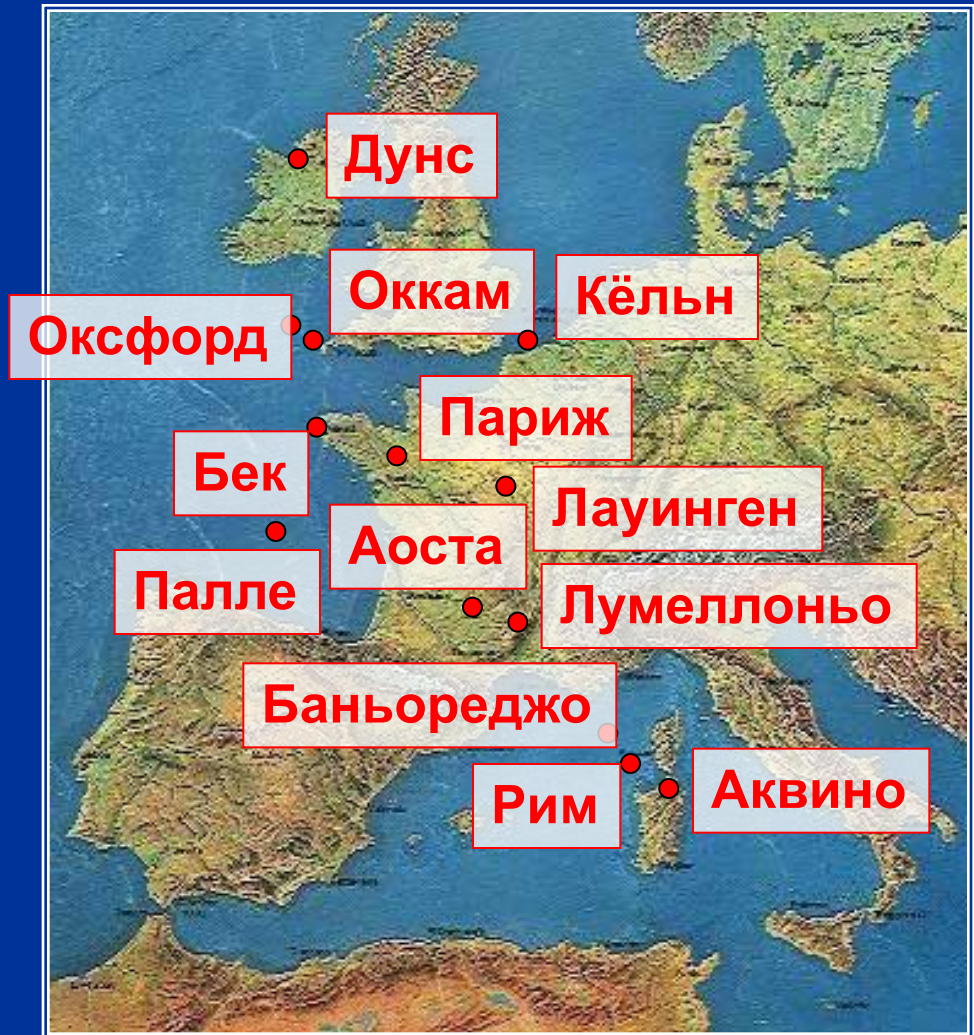 Дунс
Оккам
Кёльн
Оксфорд
Париж
Бек
Лауинген
Аоста
Палле
Лумеллоньо
Баньореджо
Аквино
Рим